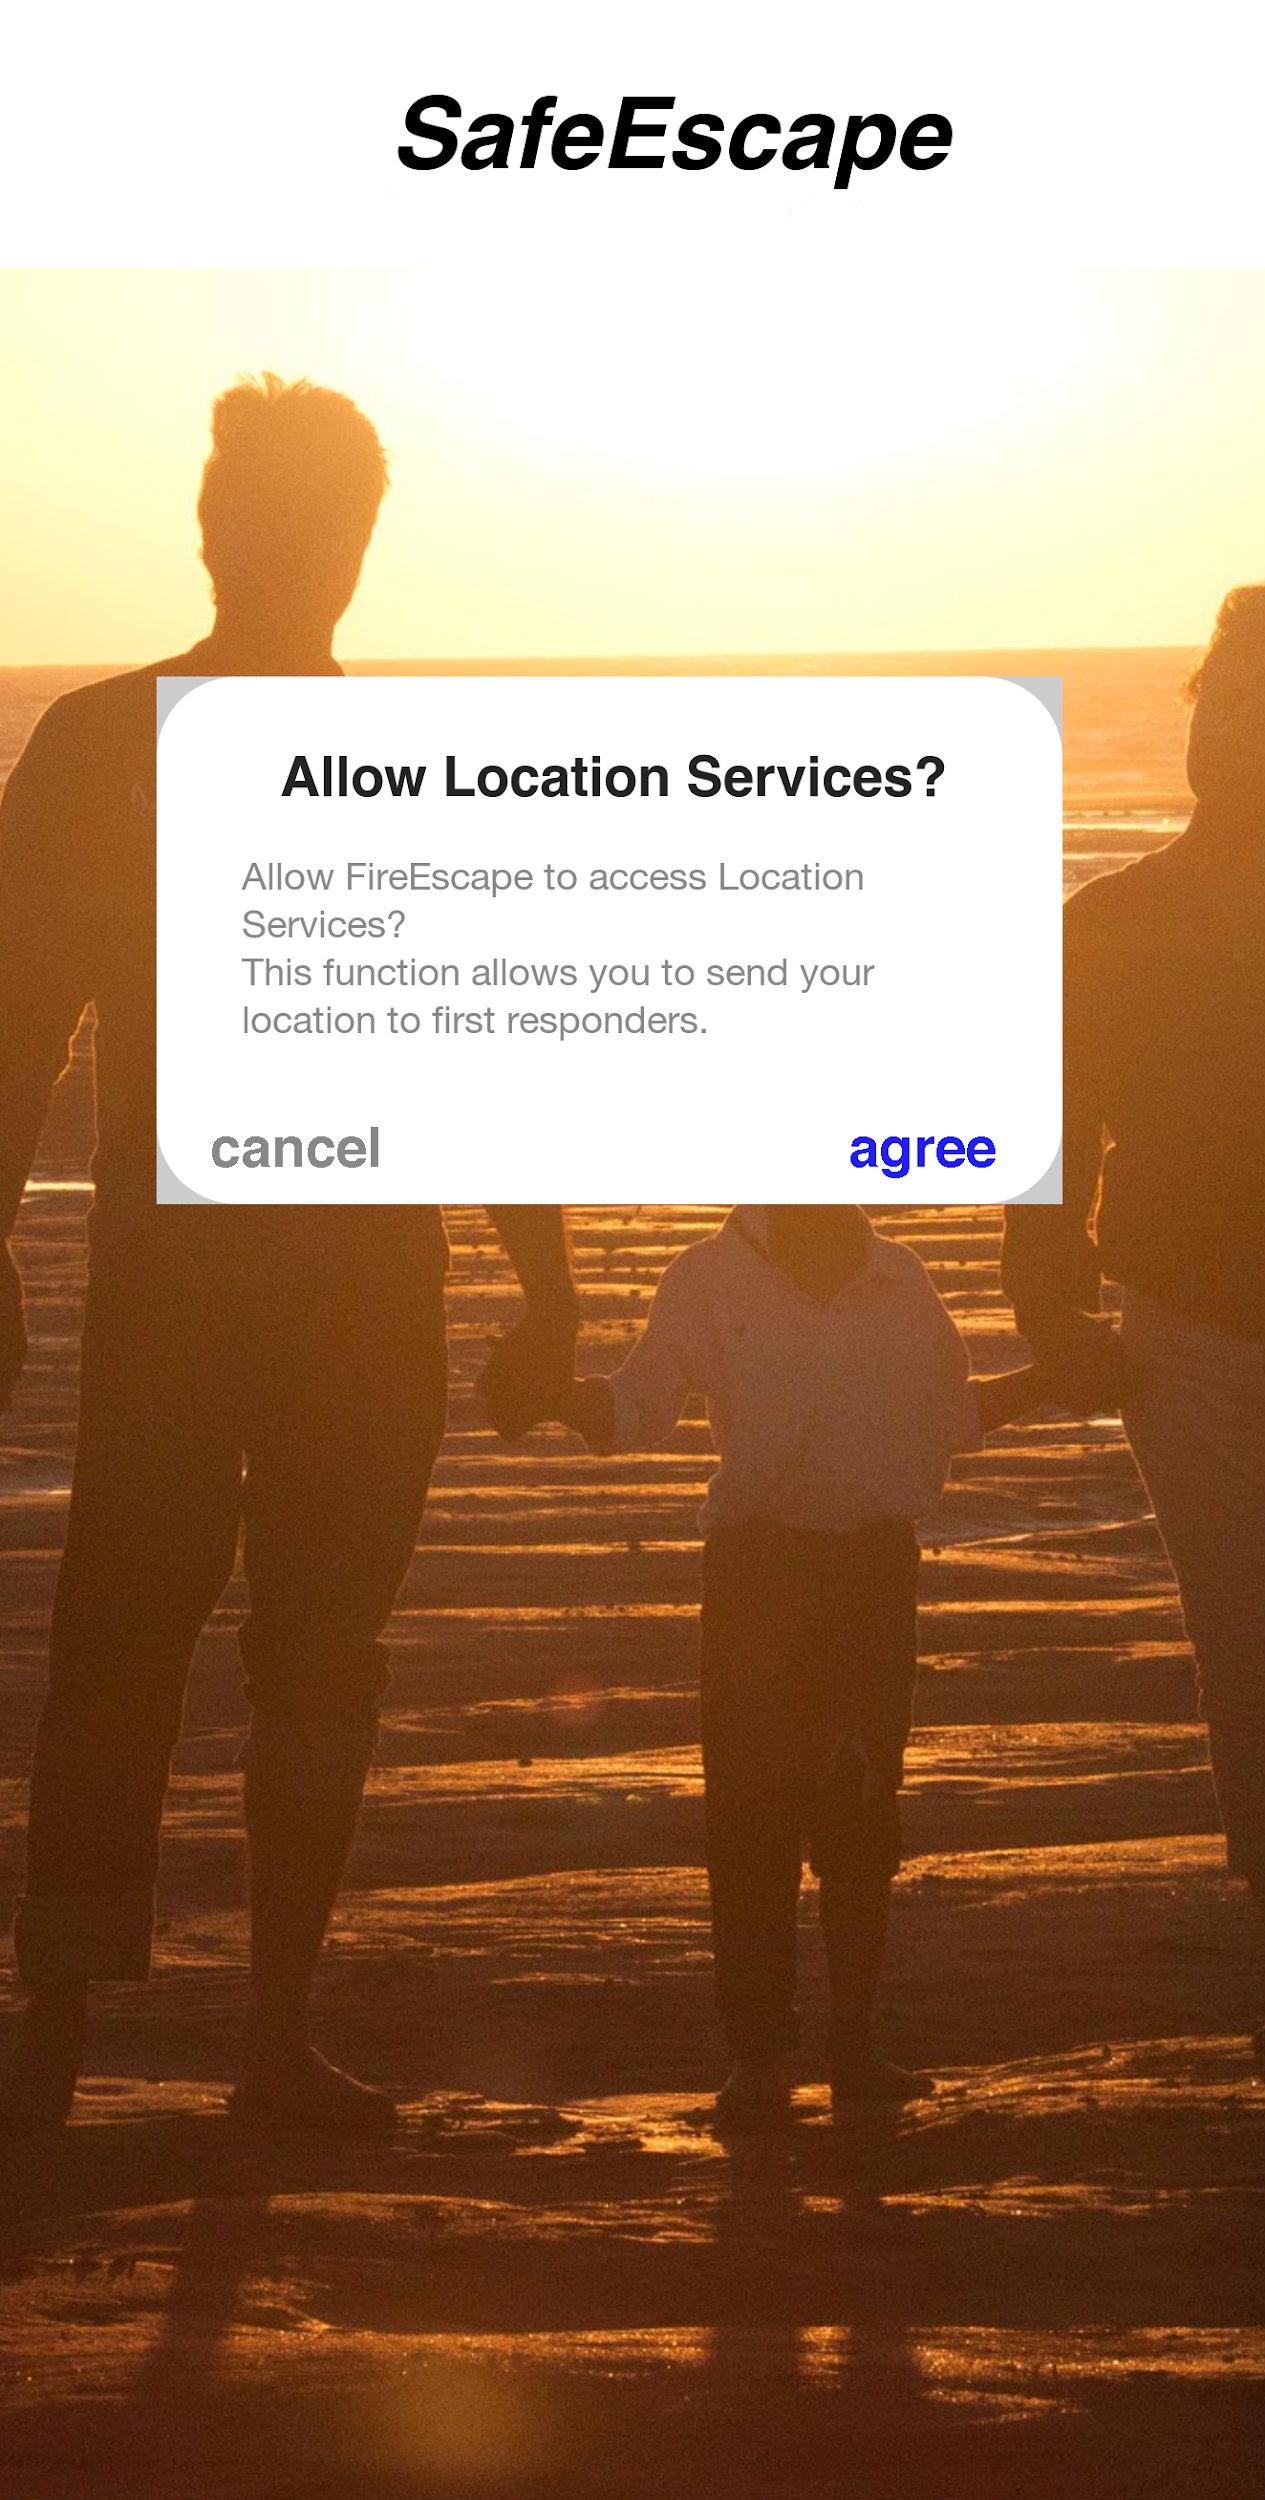 SafeEscape
Allow Location Services?
Allow FireEscape to access Location
Services?
This function allows you to send your
location to first responders.
cancel
agree